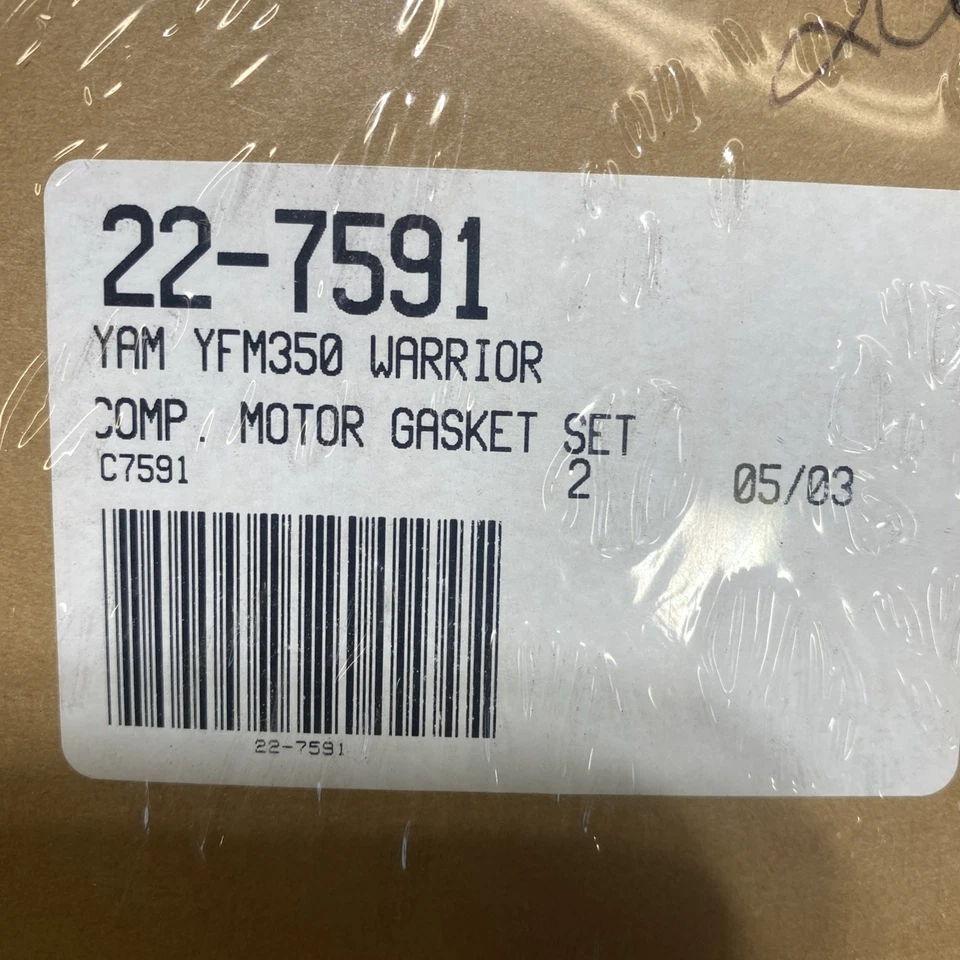 22-7591
YAM YFM350 WARRIOR
COMP. MOTOR GASKET SET
C7591 2 05/03
22-7591